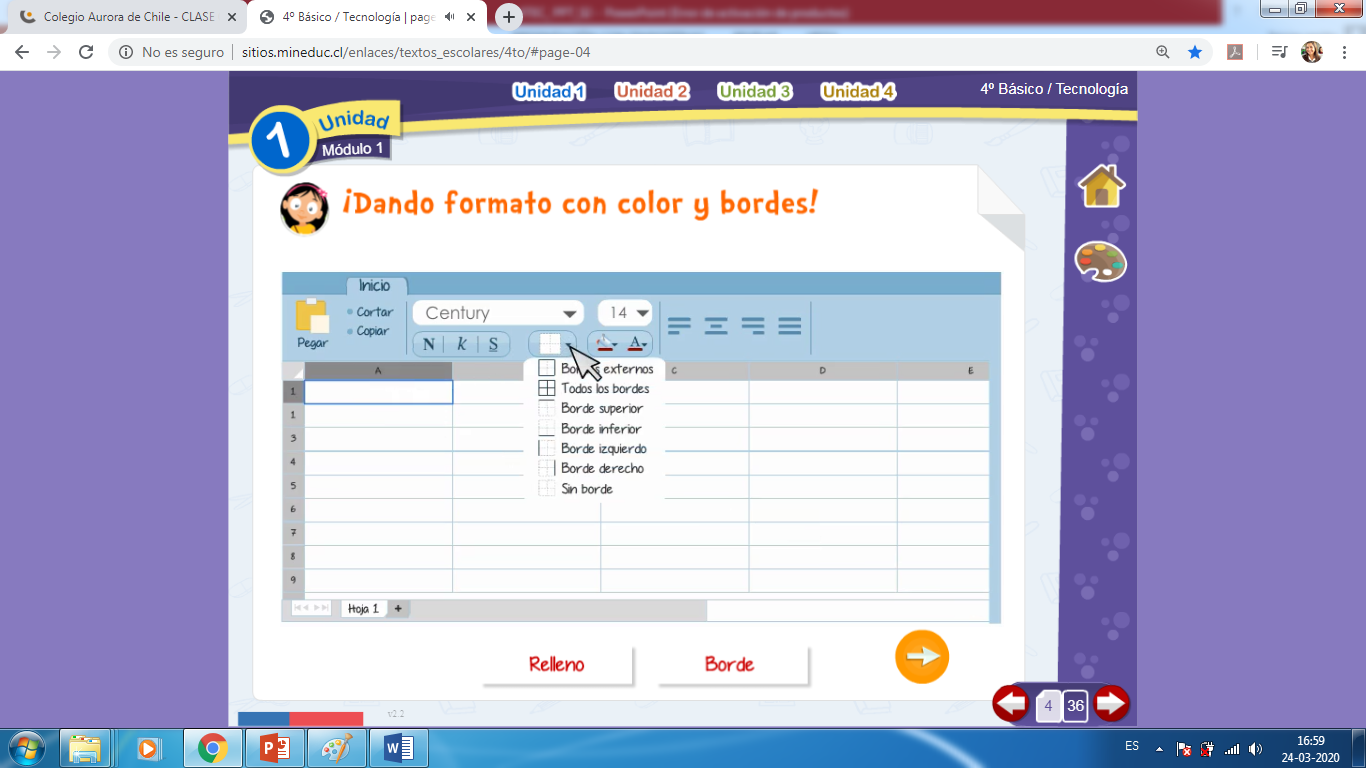 Colegio Aurora de Chile - CLASE
4º Básico / Tecnología | page
No es seguro | sitios.mineduc.cl/enlaces/textos_escolares/4to/#page-04
Unidad 1 Unidad 2 Unidad 3 Unidad 4 4º Básico / Tecnología
1 Unidad
Módulo 1
¡Dando formato con color y bordes!
Inicio
Pegar
Cortar
Copiar
Century 14
N k S A
A C D E
Bordes externos
Todos los bordes
Borde superior
Borde inferior
Borde izquierdo
Borde derecho
Sin borde
1
1
3
4
5
6
7
8
9
Hoja 1 +
Relleno Borde
4 36
v2.2
ES 16:59
24-03-2020